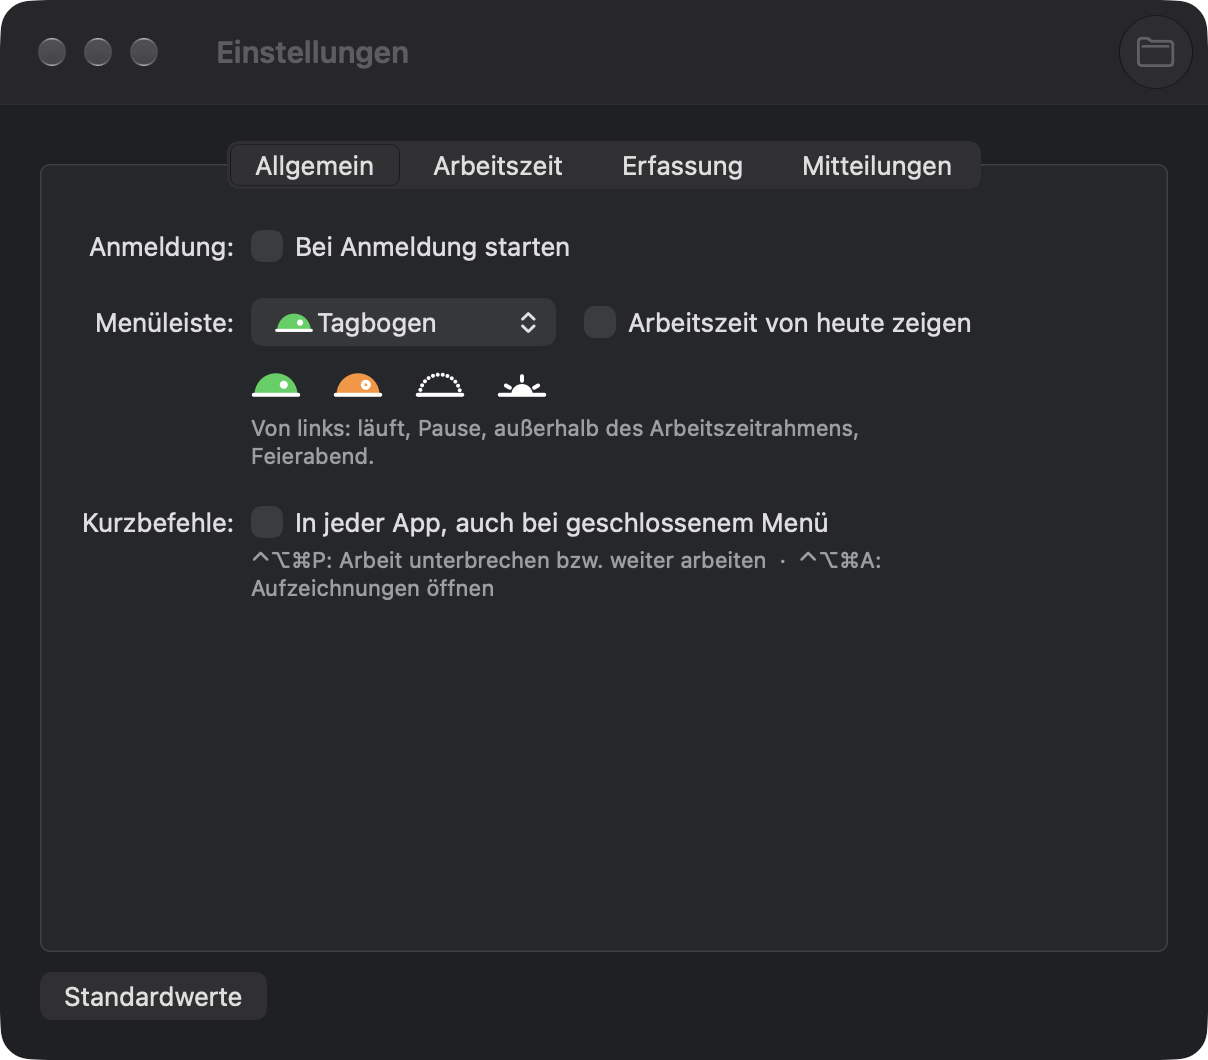 Einstellungen
Allgemein Arbeitszeit Erfassung Mitteilungen
Anmeldung: Bei Anmeldung starten
Menüleiste: Tagbogen Arbeitszeit von heute zeigen
Von links: läuft, Pause, außerhalb des Arbeitszeitrahmens,
Feierabend.
Kurzbefehle: In jeder App, auch bei geschlossenem Menü
^⌥⌘P: Arbeit unterbrechen bzw. weiter arbeiten · ^⌥⌘A:
Aufzeichnungen öffnen
Standardwerte